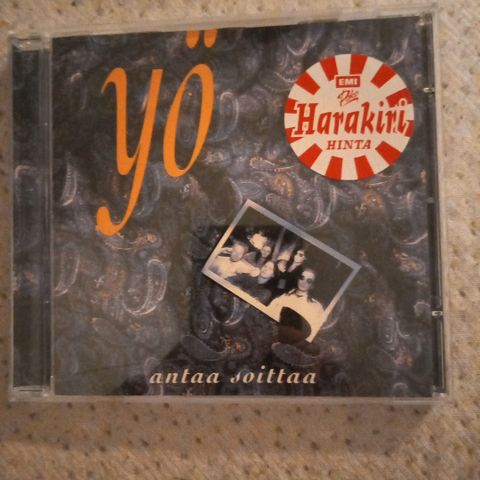 yö
EMI
Harakiri
HINTA
antaa soittaa